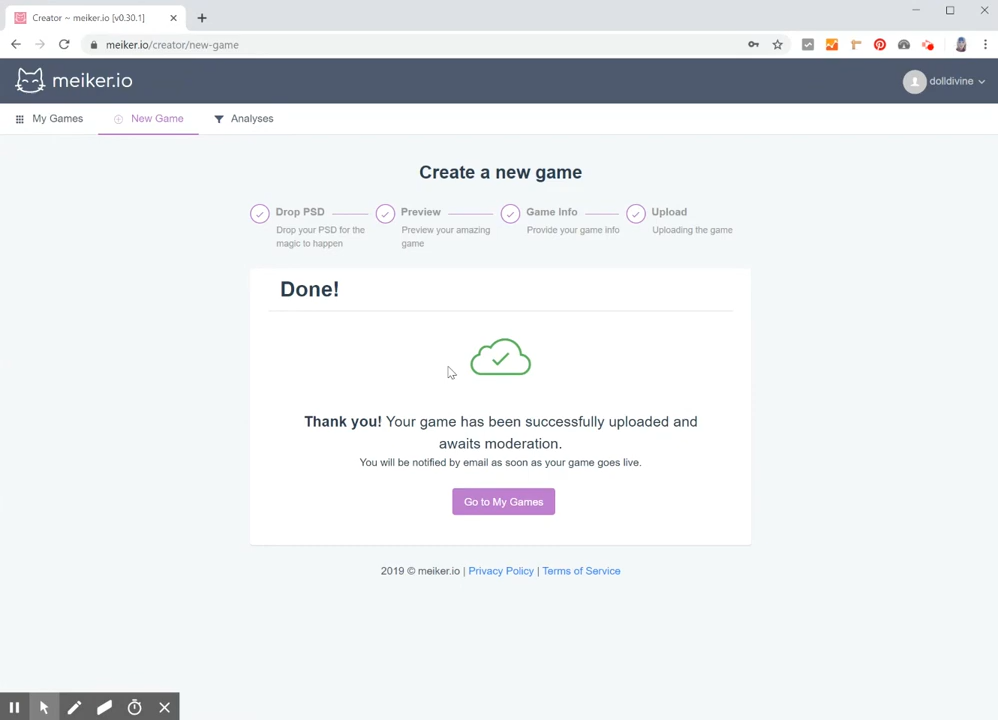 Creator ~ meiker.io [v0.30.1]
meiker.io/creator/new-game
meiker.io
dolldivine
My Games
New Game
Analyses
Create a new game
Drop PSD
Preview
Game Info
Upload
Drop your PSD for the
magic to happen
Preview your amazing
game
Provide your game info
Uploading the game
Done!
Thank you! Your game has been successfully uploaded and
awaits moderation.
You will be notified by email as soon as your game goes live.
Go to My Games
2019 © meiker.io | Privacy Policy | Terms of Service